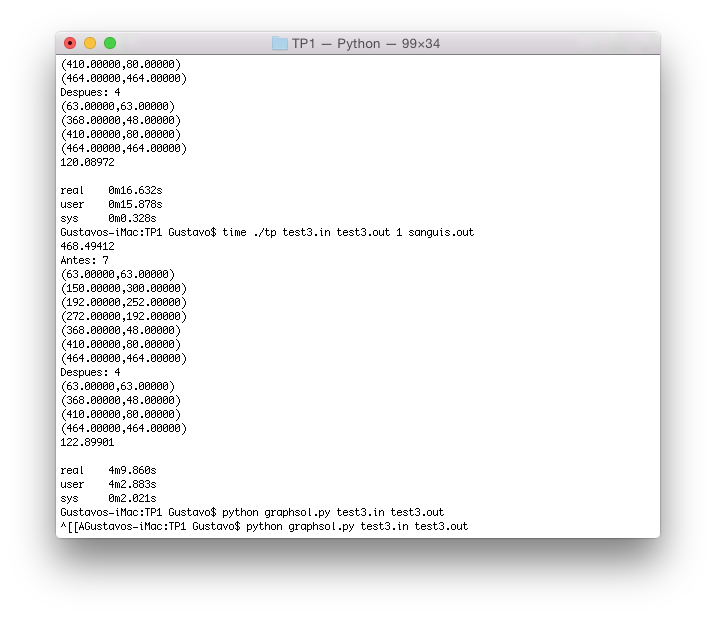 TP1 — Python — 99×34
(410.00000,80.00000)
(464.00000,464.00000)
Despues: 4
(63.00000,63.00000)
(368.00000,48.00000)
(410.00000,80.00000)
(464.00000,464.00000)
120.08972
real 0m16.632s
user 0m15.878s
sys 0m0.328s
Gustavos-iMac:TP1 Gustavo$ time ./tp test3.in test3.out 1 sanguis.out
468.49412
Antes: 7
(63.00000,63.00000)
(150.00000,300.00000)
(192.00000,252.00000)
(272.00000,192.00000)
(368.00000,48.00000)
(410.00000,80.00000)
(464.00000,464.00000)
Despues: 4
(63.00000,63.00000)
(368.00000,48.00000)
(410.00000,80.00000)
(464.00000,464.00000)
122.89901
real 4m9.860s
user 4m2.883s
sys 0m2.021s
Gustavos-iMac:TP1 Gustavo$ python graphsol.py test3.in test3.out
^[[AGustavos-iMac:TP1 Gustavo$ python graphsol.py test3.in test3.out